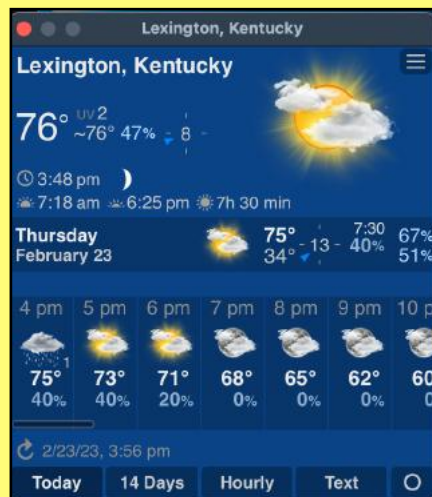 Lexington, Kentucky
Lexington, Kentucky
76° UV 2
~76° 47% - 8 -
3:48 pm
7:18 am 6:25 pm 7h 30 min
Thursday 75° - 13 - 7:30 67%
February 23 34° 40% 51%
4 pm 5 pm 6 pm 7 pm 8 pm 9 pm 10 p
1
75° 73° 71° 68° 65° 62° 60
40% 40% 20% 0% 0% 0% 0
2/23/23, 3:56 pm
Today 14 Days Hourly Text